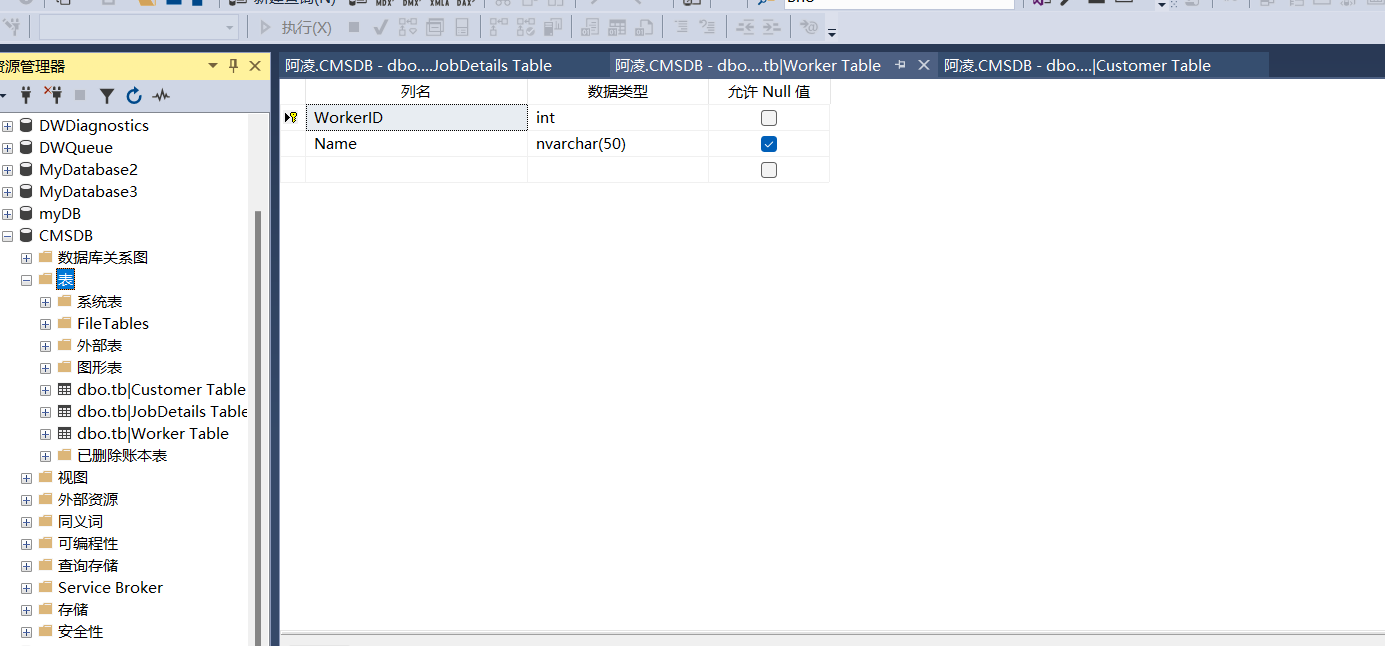 MDX DMX XMLA DAX
执行(X)
资源管理器
阿凌.CMSDB - dbo....JobDetails Table
阿凌.CMSDB - dbo....tb|Worker Table
阿凌.CMSDB - dbo....|Customer Table
列名 数据类型 允许 Null 值
WorkerID int
Name nvarchar(50)
DWDiagnostics
DWQueue
MyDatabase2
MyDatabase3
myDB
CMSDB
数据库关系图
表
系统表
FileTables
外部表
图形表
dbo.tb|Customer Table
dbo.tb|JobDetails Table
dbo.tb|Worker Table
已删除账本表
视图
外部资源
同义词
可编程性
查询存储
Service Broker
存储
安全性